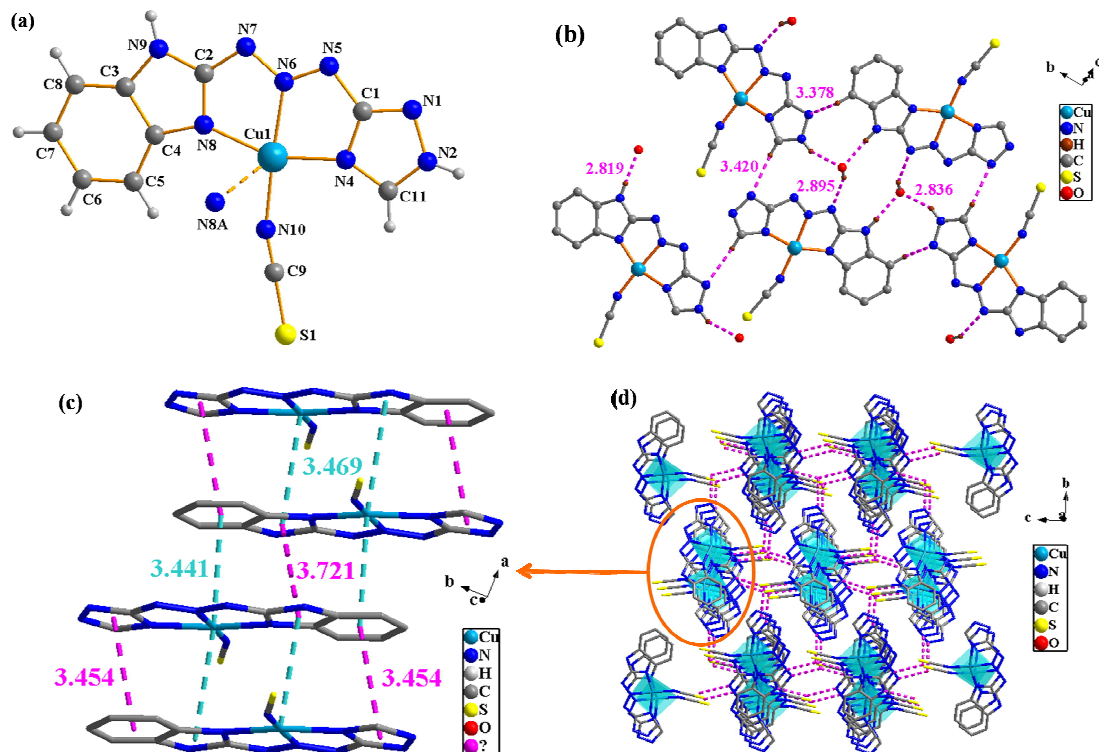 (a)
H
N9
N7
N5
C2
C3
N6
C8
C1
N1
Cu1
C7
C4
N8
N4
N2
C5
C6
C11
N8A
N10
C9
S1
(b)
b
c
a
3.378
Cu
N
H
C
S
O
2.819
3.420
2.895
2.836
(c)
3.469
3.441
3.721
a
b
c
3.454
3.454
Cu
N
H
C
S
O
?
(d)
b
c
a
Cu
N
H
C
S
O